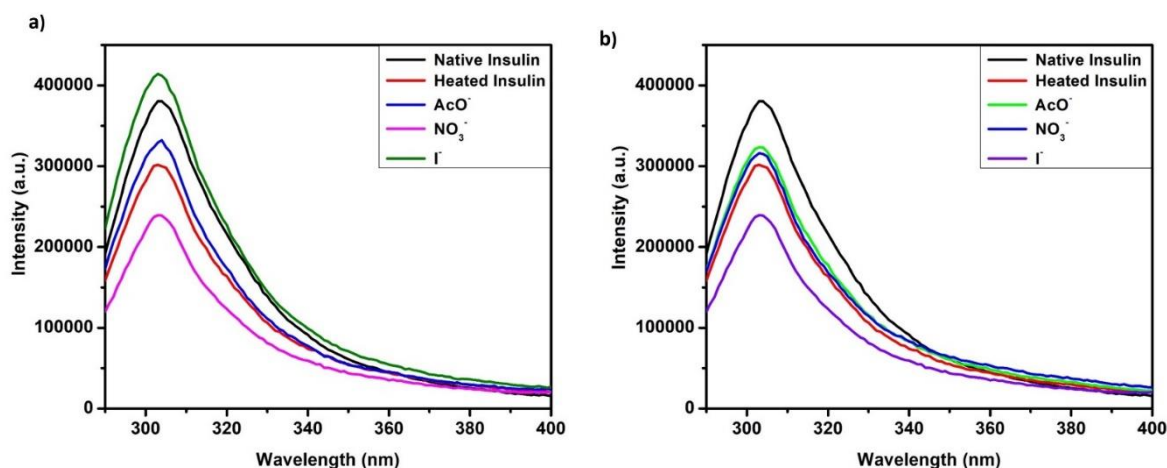 a)
Native Insulin
Heated Insulin
AcO⁻
NO₃⁻
I⁻
400000
300000
200000
100000
0
Intensity (a.u.)
300 320 340 360 380 400
Wavelength (nm)
b)
Native Insulin
Heated Insulin
AcO⁻
NO₃⁻
I⁻
400000
300000
200000
100000
0
Intensity (a.u.)
300 320 340 360 380 400
Wavelength (nm)